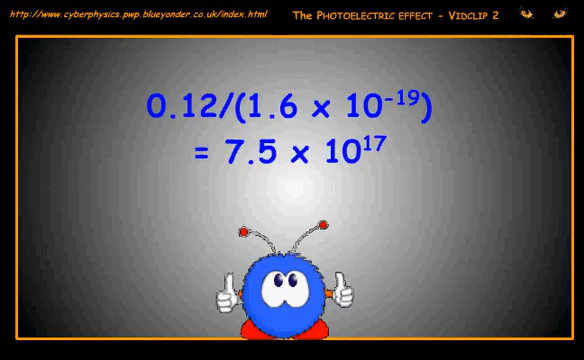 http://www.cyberphysics.pwp.blueyonder.co.uk/index.html The PHOTOELECTRIC EFFECT - VIDCLIP 2
0.12/(1.6 x 10⁻¹⁹)
= 7.5 x 10¹⁷